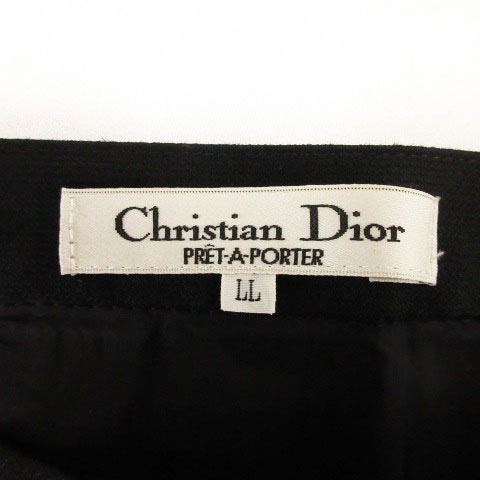 Christian Dior
PRÊT-A-PORTER
LL